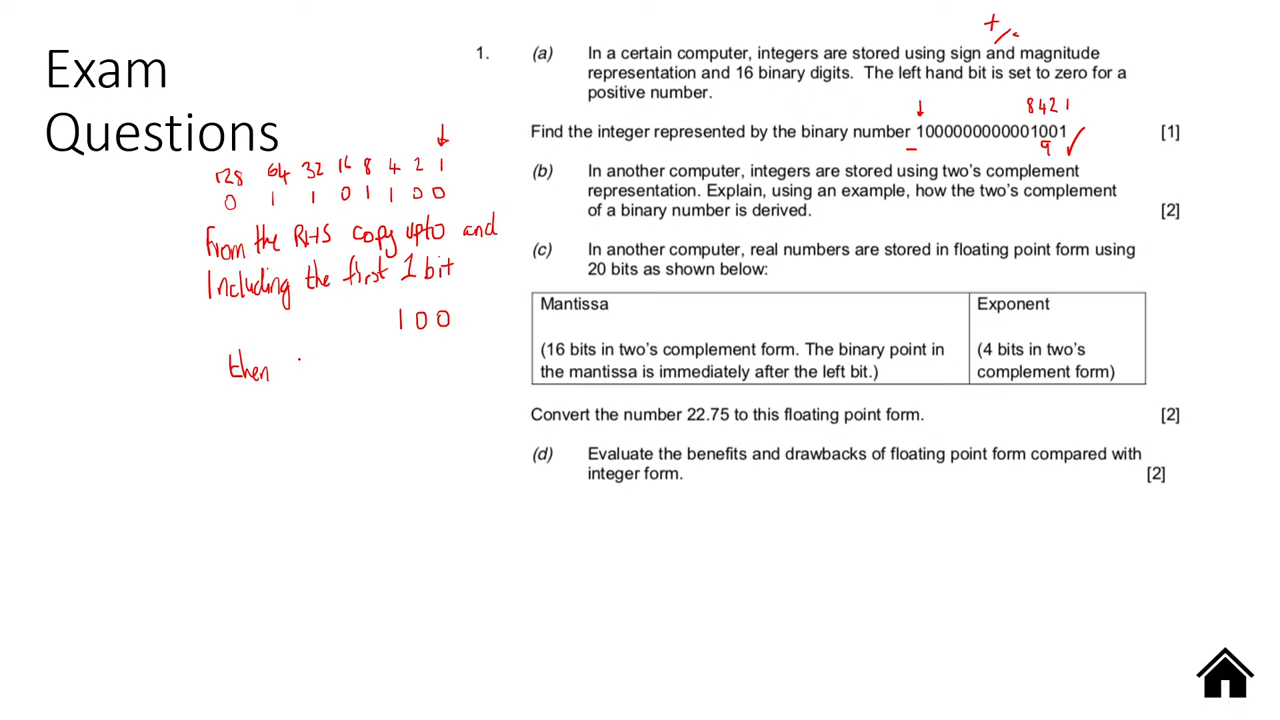 Exam
Questions
128 64 32 16 8 4 2 1
0 1 1 0 1 1 0 0
from the RHS copy upto and
Including the first 1 bit
1 0 0
then
+/-
1. (a) In a certain computer, integers are stored using sign and magnitude
representation and 16 binary digits. The left hand bit is set to zero for a
positive number.
8 4 2 1
Find the integer represented by the binary number 1000000000001001 [1]
- 9
(b) In another computer, integers are stored using two's complement
representation. Explain, using an example, how the two's complement
of a binary number is derived. [2]
(c) In another computer, real numbers are stored in floating point form using
20 bits as shown below:
Mantissa
(16 bits in two's complement form. The binary point in
the mantissa is immediately after the left bit.)
Exponent
(4 bits in two's
complement form)
Convert the number 22.75 to this floating point form. [2]
(d) Evaluate the benefits and drawbacks of floating point form compared with
integer form. [2]